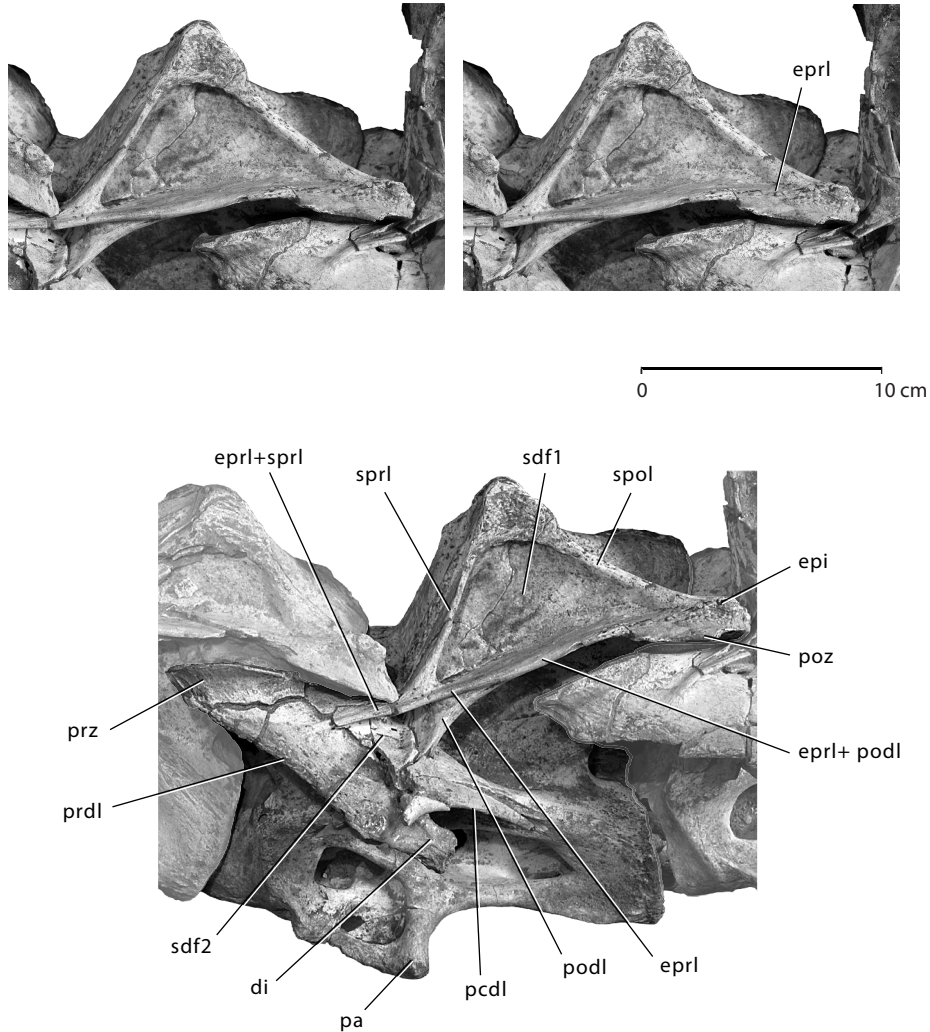 eprl
0 10 cm
eprl+sprl
sprl
sdf1
spol
epi
poz
prz
eprl+ podl
prdl
sdf2
di
pa
pcdl
podl
eprl